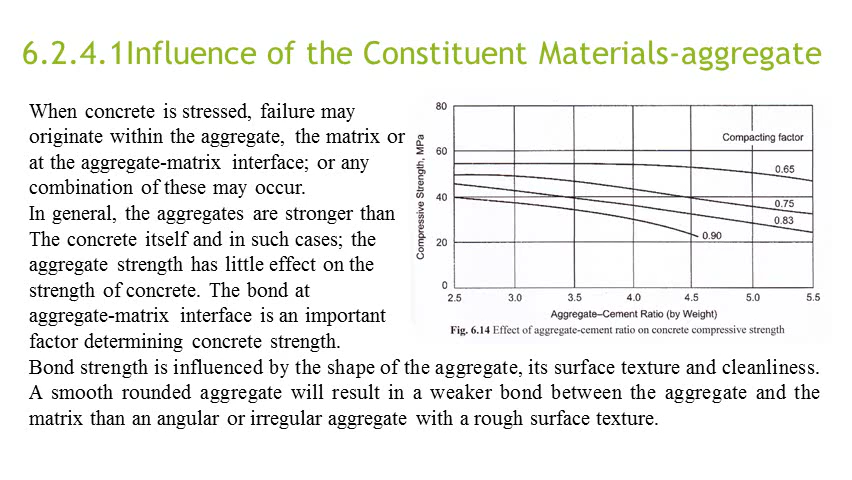 6.2.4.1Influence of the Constituent Materials-aggregate
When concrete is stressed, failure may
originate within the aggregate, the matrix or
at the aggregate-matrix interface; or any
combination of these may occur.
In general, the aggregates are stronger than
The concrete itself and in such cases; the
aggregate strength has little effect on the
strength of concrete. The bond at
aggregate-matrix interface is an important
factor determining concrete strength.
Bond strength is influenced by the shape of the aggregate, its surface texture and cleanliness.
A smooth rounded aggregate will result in a weaker bond between the aggregate and the
matrix than an angular or irregular aggregate with a rough surface texture.
Compressive Strength, MPa
80
60
40
20
0
Compacting factor
0.65
0.75
0.83
0.90
2.5 3.0 3.5 4.0 4.5 5.0 5.5
Aggregate–Cement Ratio (by Weight)
Fig. 6.14 Effect of aggregate-cement ratio on concrete compressive strength